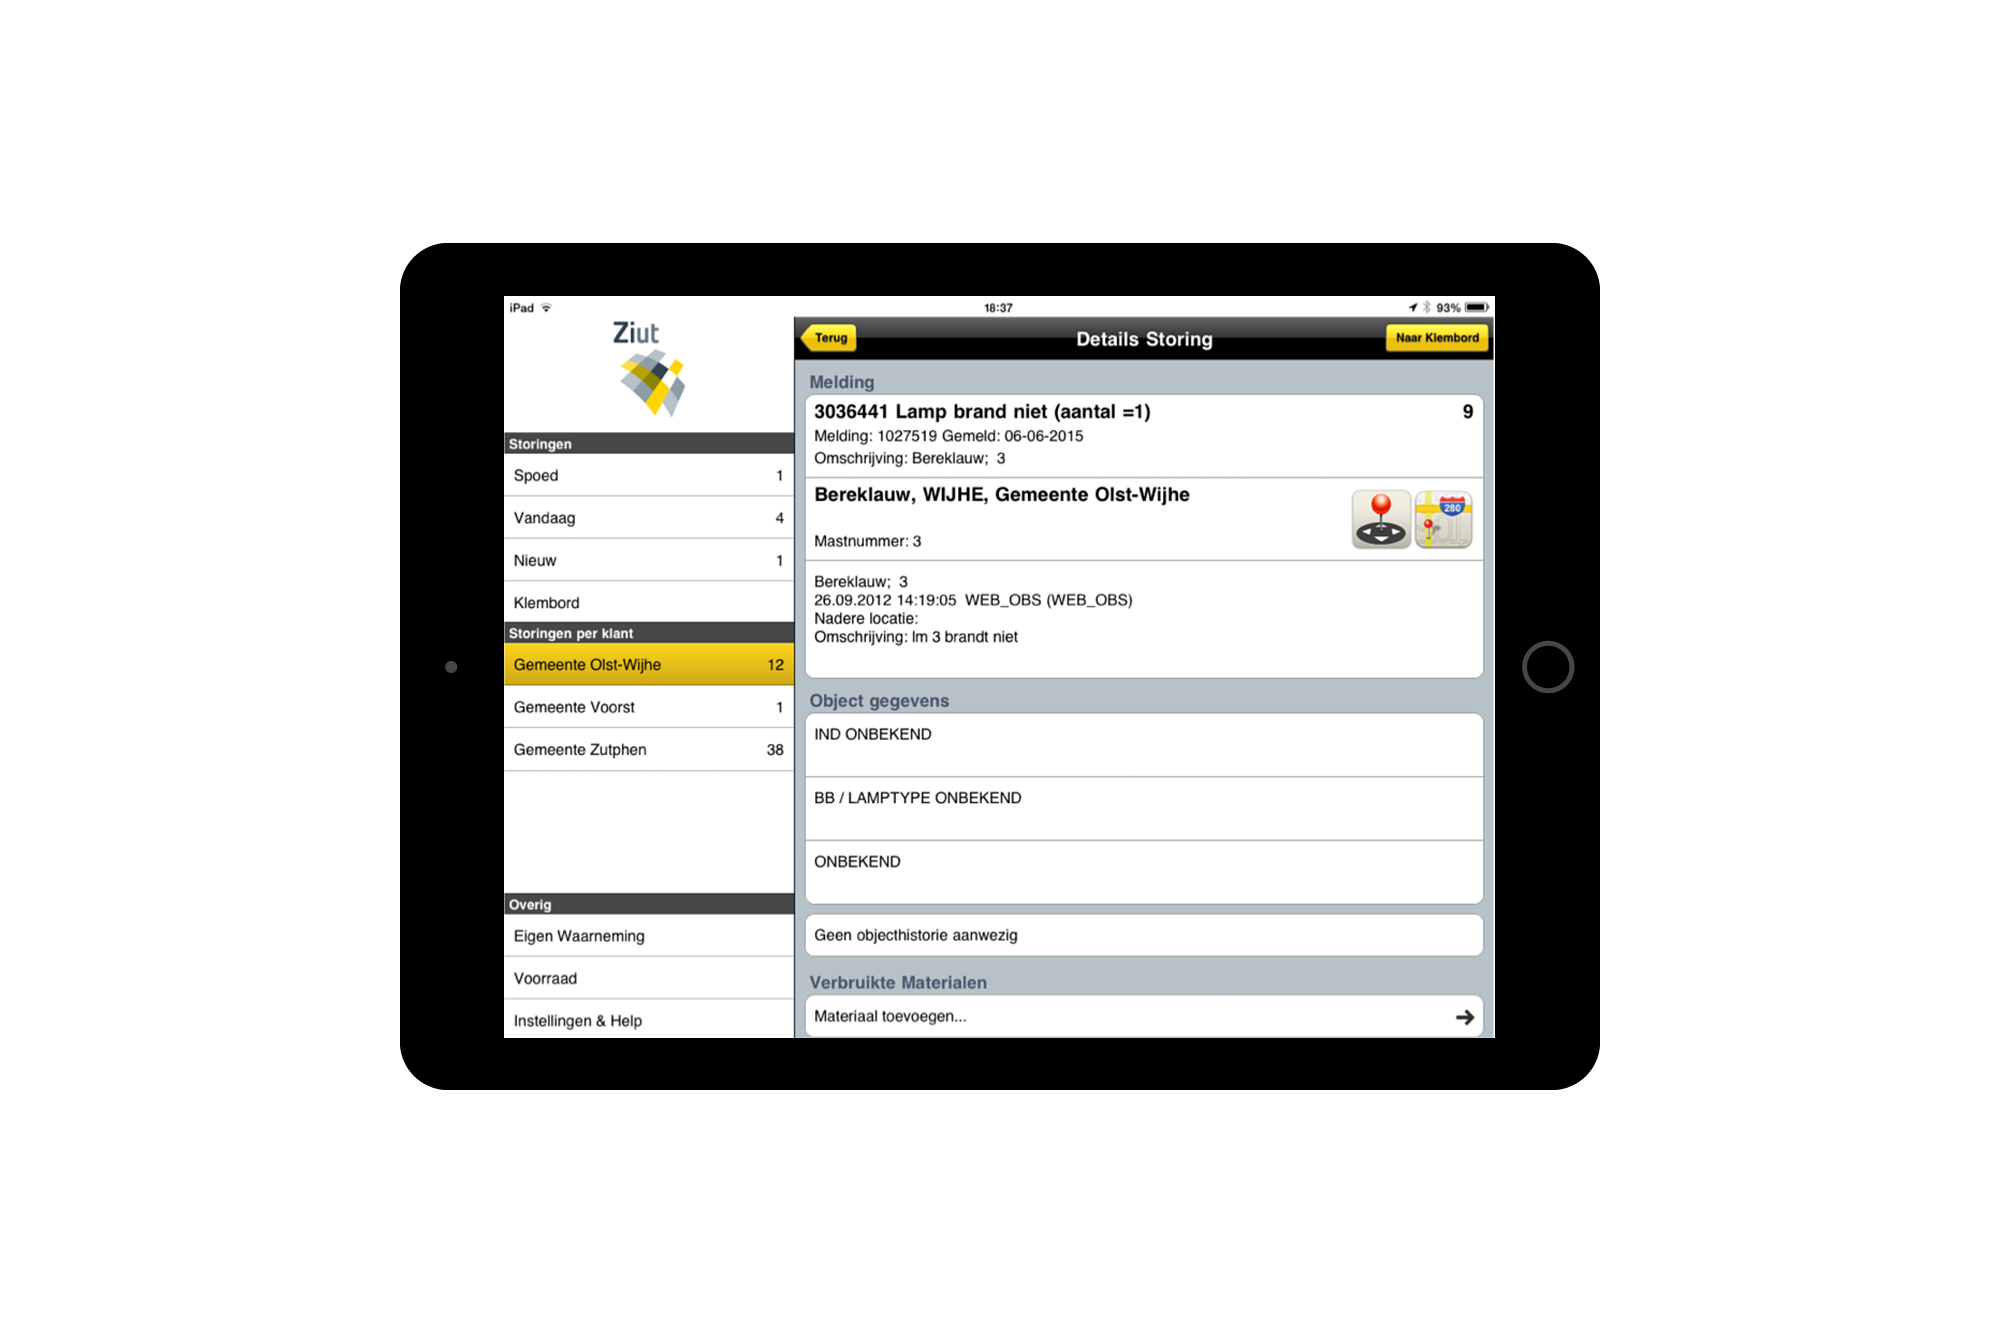 iPad
18:37
93%
Ziut
Storingen
Spoed 1
Vandaag 4
Nieuw 1
Klembord
Storingen per klant
Gemeente Olst-Wijhe 12
Gemeente Voorst 1
Gemeente Zutphen 38
Overig
Eigen Waarneming
Voorraad
Instellingen & Help
Terug
Details Storing
Naar Klembord
Melding
3036441 Lamp brand niet (aantal =1) 9
Melding: 1027519 Gemeld: 06-06-2015
Omschrijving: Bereklauw;  3
Bereklauw, WIJHE, Gemeente Olst-Wijhe
280
Mastnummer: 3
Bereklauw;  3
26.09.2012 14:19:05  WEB_OBS (WEB_OBS)
Nadere locatie:
Omschrijving: lm 3 brandt niet
Object gegevens
IND ONBEKEND
BB / LAMPTYPE ONBEKEND
ONBEKEND
Geen objecthistorie aanwezig
Verbruikte Materialen
Materiaal toevoegen...